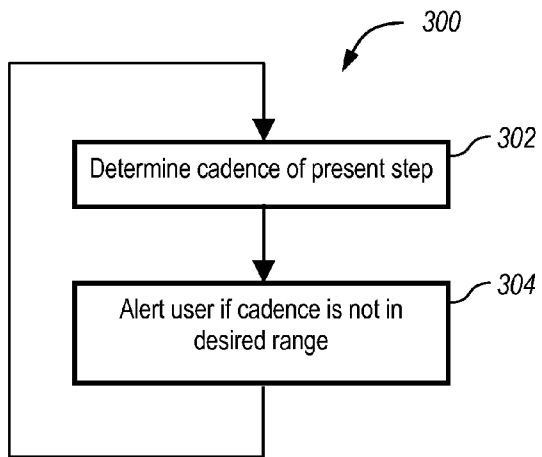 300
302
Determine cadence of present step
304
Alert user if cadence is not in
desired range